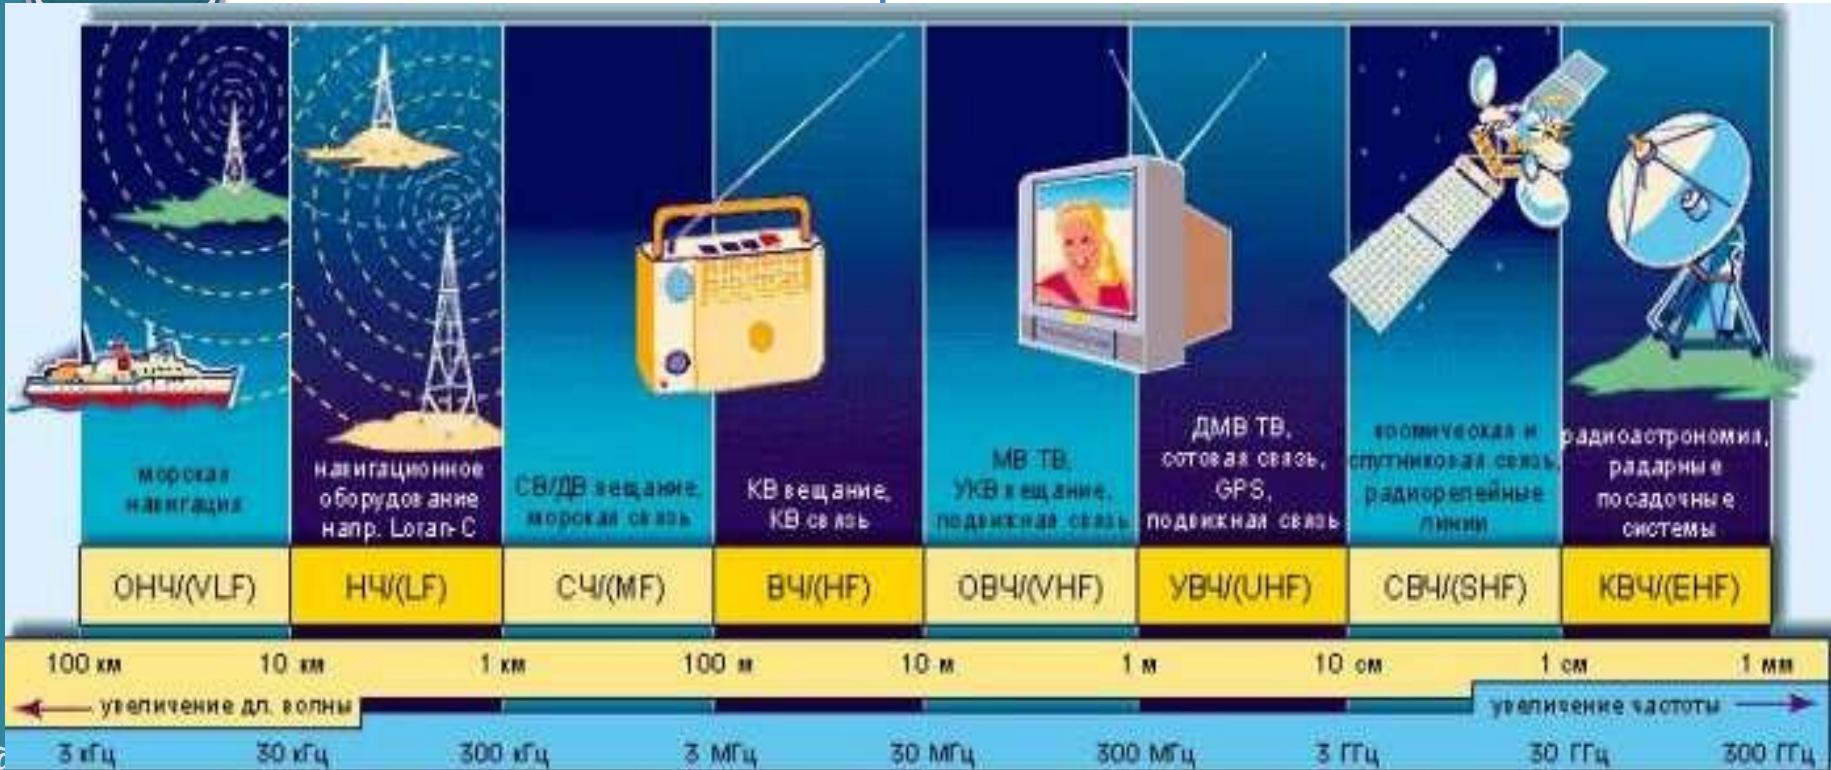 морская
навигация
навигационное
оборудование
напр. Loran-C
СВ/ДВ вещание,
морская связь
КВ вещание,
КВ связь
МВ ТВ,
УКВ вещание,
подвижная связь
ДМВ ТВ,
сотовая связь,
GPS,
подвижная связь
космическая и
спутниковая связь,
радиорелейные
линии
радиоастрономия,
радарные
посадочные
системы
ОНЧ/(VLF)
НЧ/(LF)
СЧ/(MF)
ВЧ/(HF)
ОВЧ/(VHF)
УВЧ/(UHF)
СВЧ/(SHF)
КВЧ/(EHF)
100 км
10 км
1 км
100 м
10 м
1 м
10 см
1 см
1 мм
увеличение дл. волны
увеличение частоты
3 кГц
30 кГц
300 кГц
3 МГц
30 МГц
300 МГц
3 ГГц
30 ГГц
300 ГГц